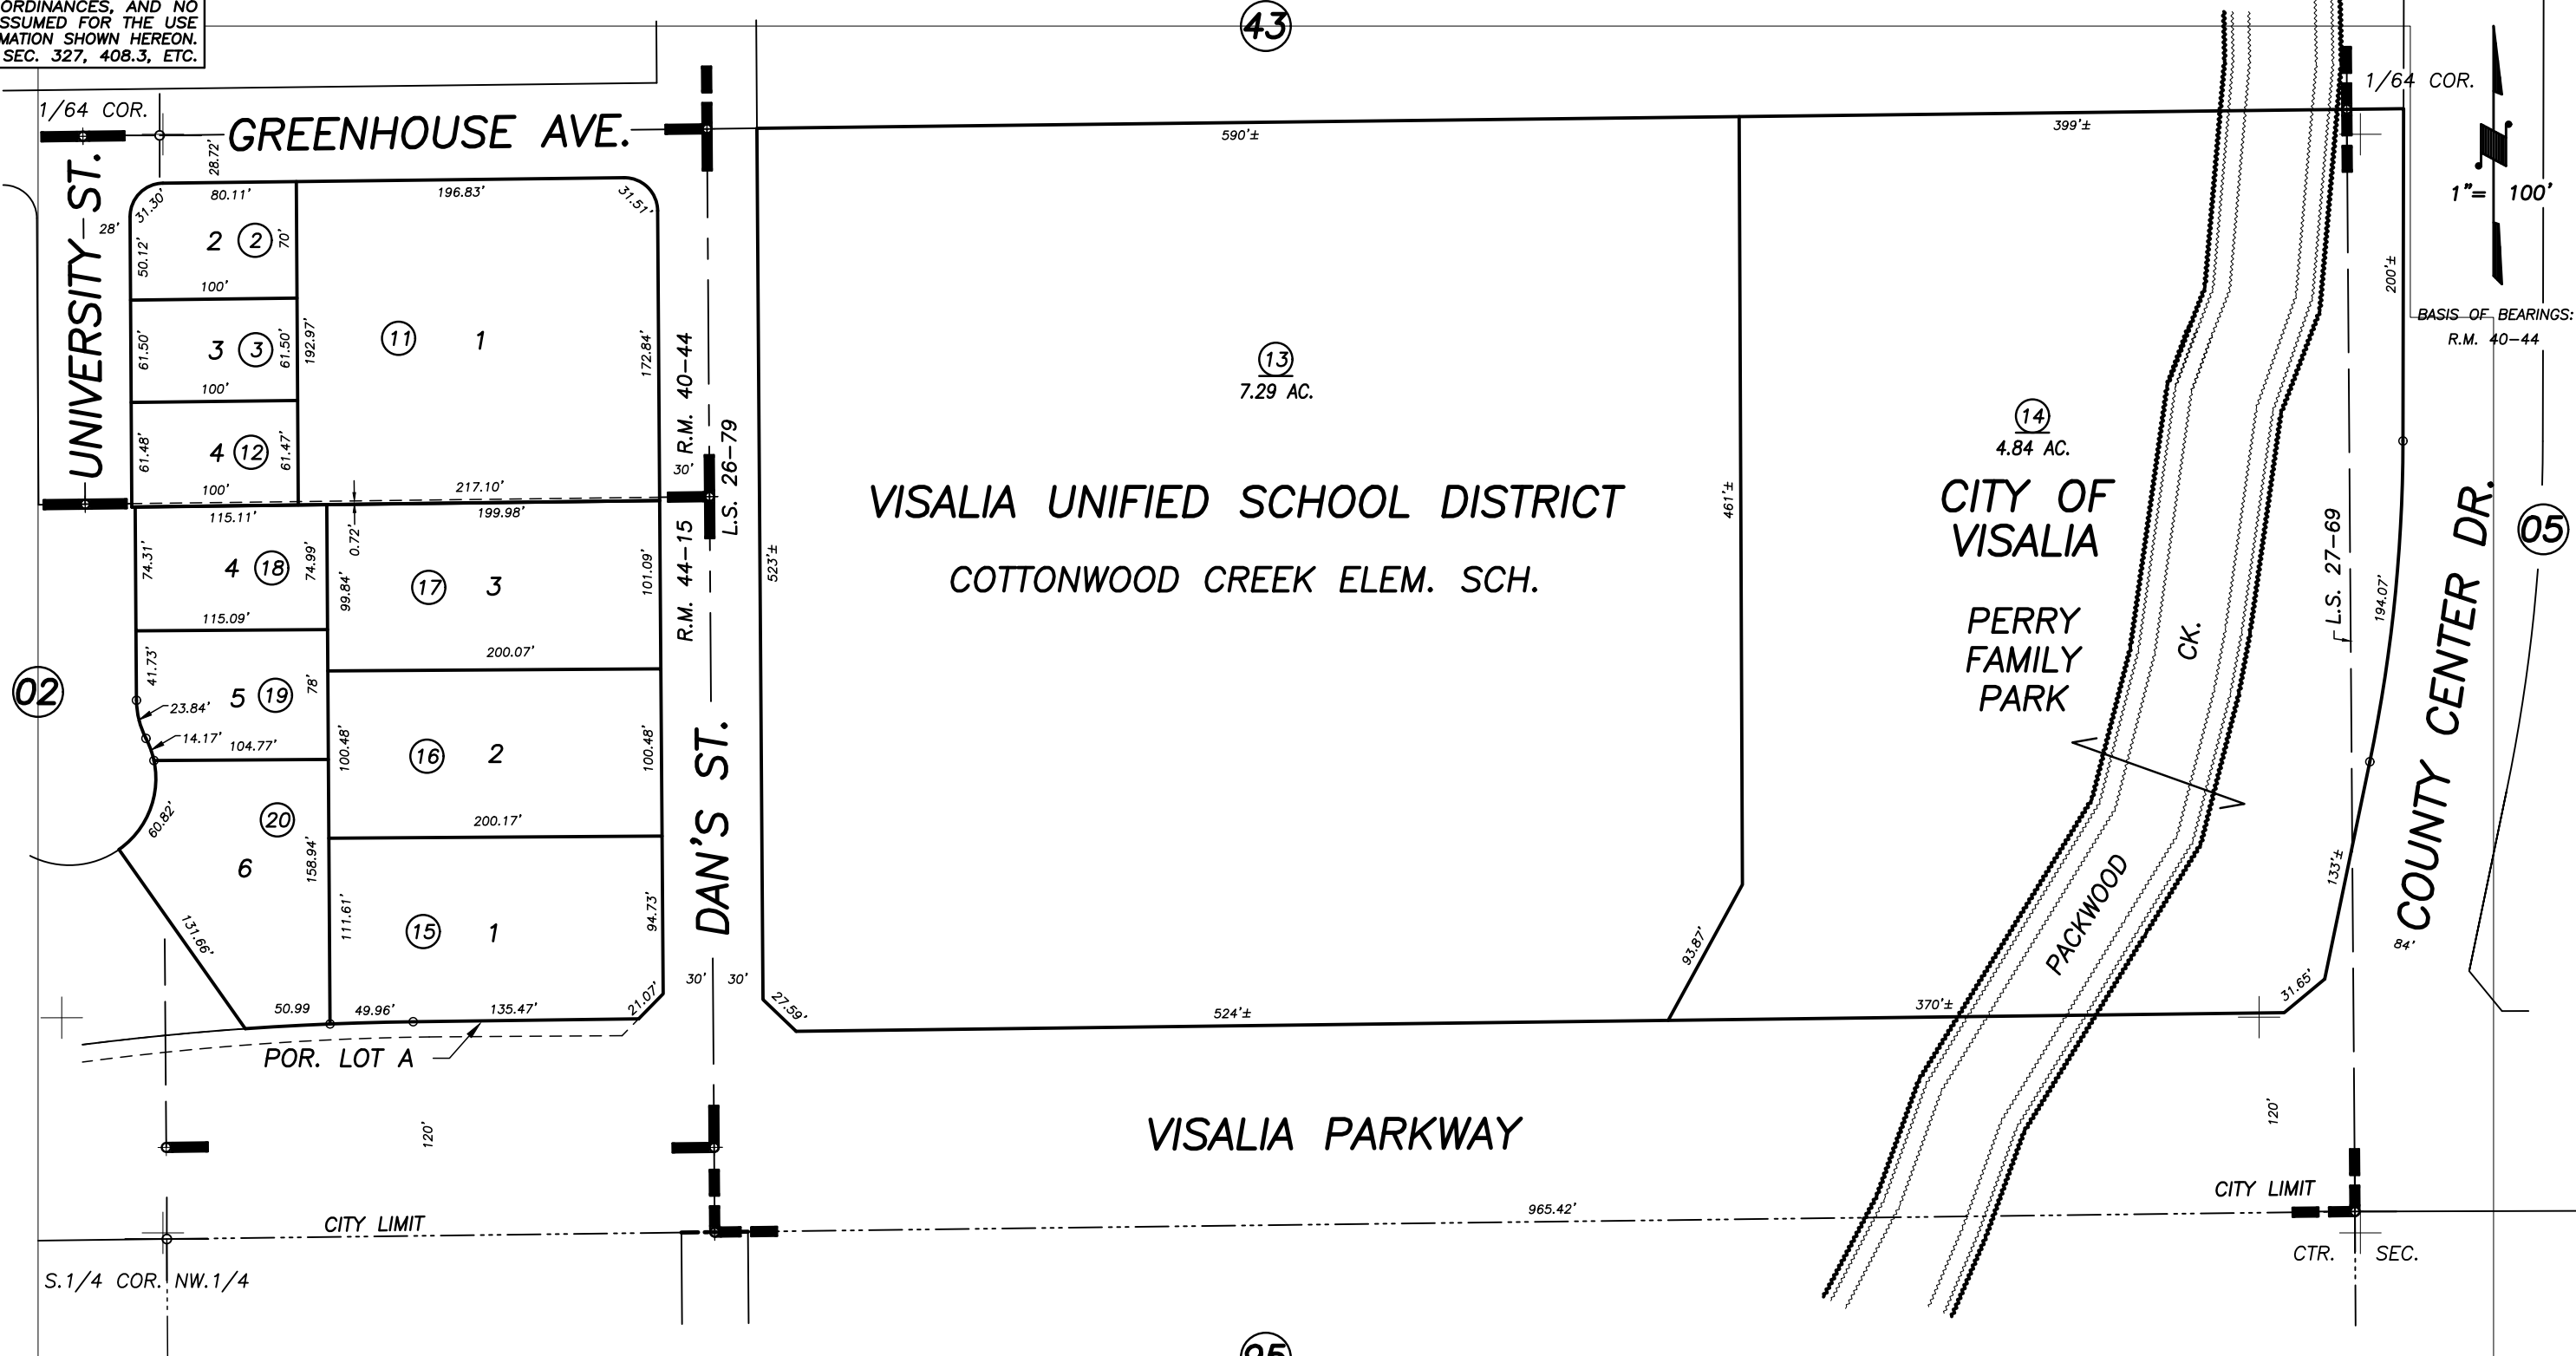 ORDINANCES, AND NO
SSUMED FOR THE USE
MATION SHOWN HEREON.
SEC. 327, 408.3, ETC.
43
1/64 COR.
1/64 COR.
GREENHOUSE AVE.
590'±
399'±
28.72'
1"= 100'
BASIS OF BEARINGS:
R.M. 40-44
UNIVERSITY ST.
28'
31.30'
80.11'
196.83'
31.51'
50.12'
2 2
70'
100'
61.50'
3 3
61.50'
192.97'
100'
61.48'
4 12
61.47'
100'
11 1
172.84'
217.10'
R.M. 40-44
L.S. 26-79
30'
R.M. 44-15
115.11'
199.98'
0.72'
74.31'
4 18
74.99'
115.09'
99.84'
17 3
101.09'
200.07'
41.73'
5 19
78'
23.84'
14.17'
104.77'
100.48'
16 2
100.48'
200.17'
60.82'
20
6
158.94'
131.66'
50.99
111.61'
15 1
94.73'
49.96'
135.47'
21.07'
POR. LOT A
02
DAN'S ST.
30' 30'
13
7.29 AC.
VISALIA UNIFIED SCHOOL DISTRICT
COTTONWOOD CREEK ELEM. SCH.
523'±
461'±
27.59'
524'±
93.87'
14
4.84 AC.
CITY OF
VISALIA
PERRY
FAMILY
PARK
CK.
PACKWOOD
370'±
200'±
L.S. 27-69
194.07'
133'±
31.65'
COUNTY CENTER DR.
84'
05
120'
VISALIA PARKWAY
120'
CITY LIMIT
965.42'
CITY LIMIT
S.1/4 COR. NW.1/4
CTR. SEC.